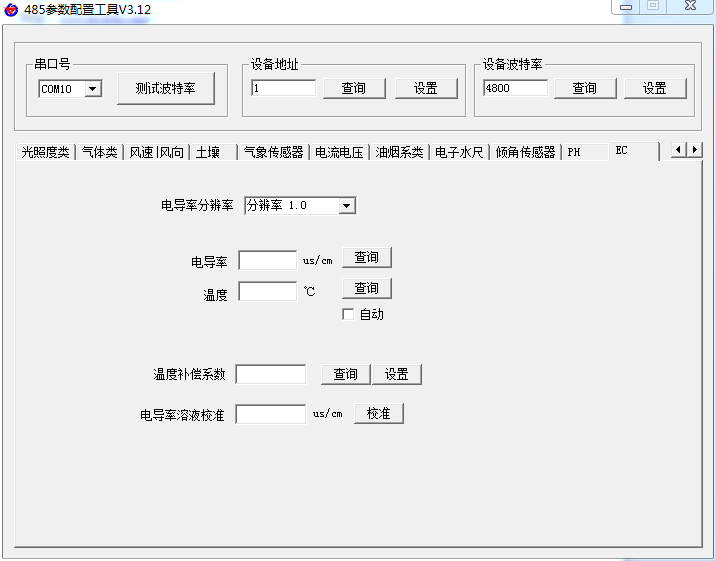 485参数配置工具V3.12
串口号
COM10
测试波特率
设备地址
1
查询
设置
设备波特率
4800
查询
设置
光照度类 气体类 风速|风向 土壤 气象传感器 电流电压 油烟系类 电子水尺 倾角传感器 PH EC
电导率分辨率 分辨率 1.0
电导率 us/cm 查询
温度 ℃ 查询
自动
温度补偿系数 查询 设置
电导率溶液校准 us/cm 校准